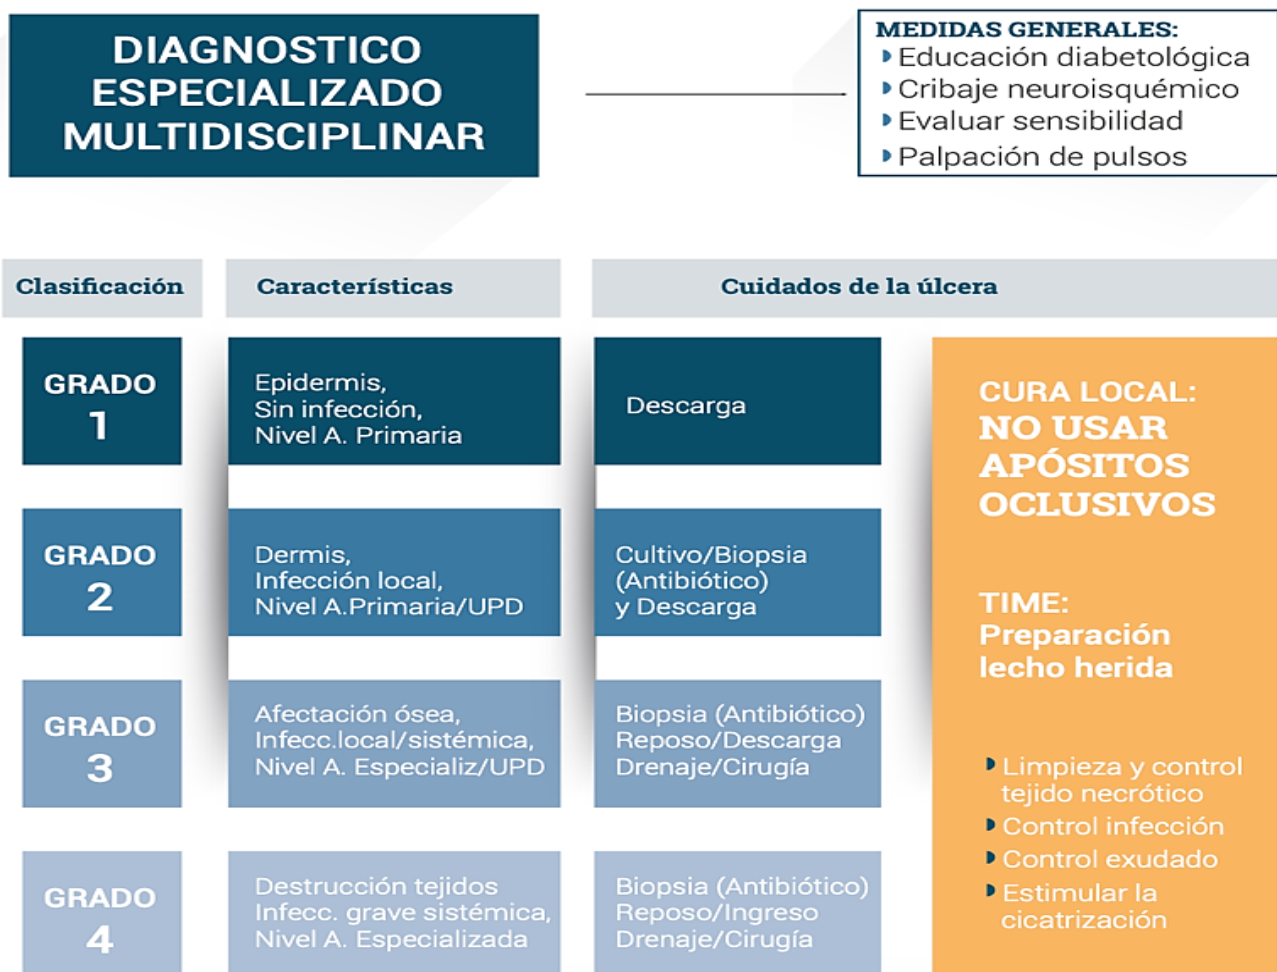 DIAGNOSTICO
ESPECIALIZADO
MULTIDISCIPLINAR
MEDIDAS GENERALES:
Educación diabetológica
Cribaje neuroisquémico
Evaluar sensibilidad
Palpación de pulsos
Clasificación
Características
Cuidados de la úlcera
GRADO
1
Epidermis,
Sin infección,
Nivel A. Primaria
Descarga
GRADO
2
Dermis,
Infección local,
Nivel A.Primaria/UPD
Cultivo/Biopsia
(Antibiótico)
y Descarga
GRADO
3
Afectación ósea,
Infecc.local/sistémica,
Nivel A. Especializ/UPD
Biopsia (Antibiótico)
Reposo/Descarga
Drenaje/Cirugía
GRADO
4
Destrucción tejidos
Infecc. grave sistémica,
Nivel A. Especializada
Biopsia (Antibiótico)
Reposo/Ingreso
Drenaje/Cirugía
CURA LOCAL:
NO USAR
APÓSITOS
OCLUSIVOS
TIME:
Preparación
lecho herida
Limpieza y control
tejido necrótico
Control infección
Control exudado
Estimular la
cicatrización